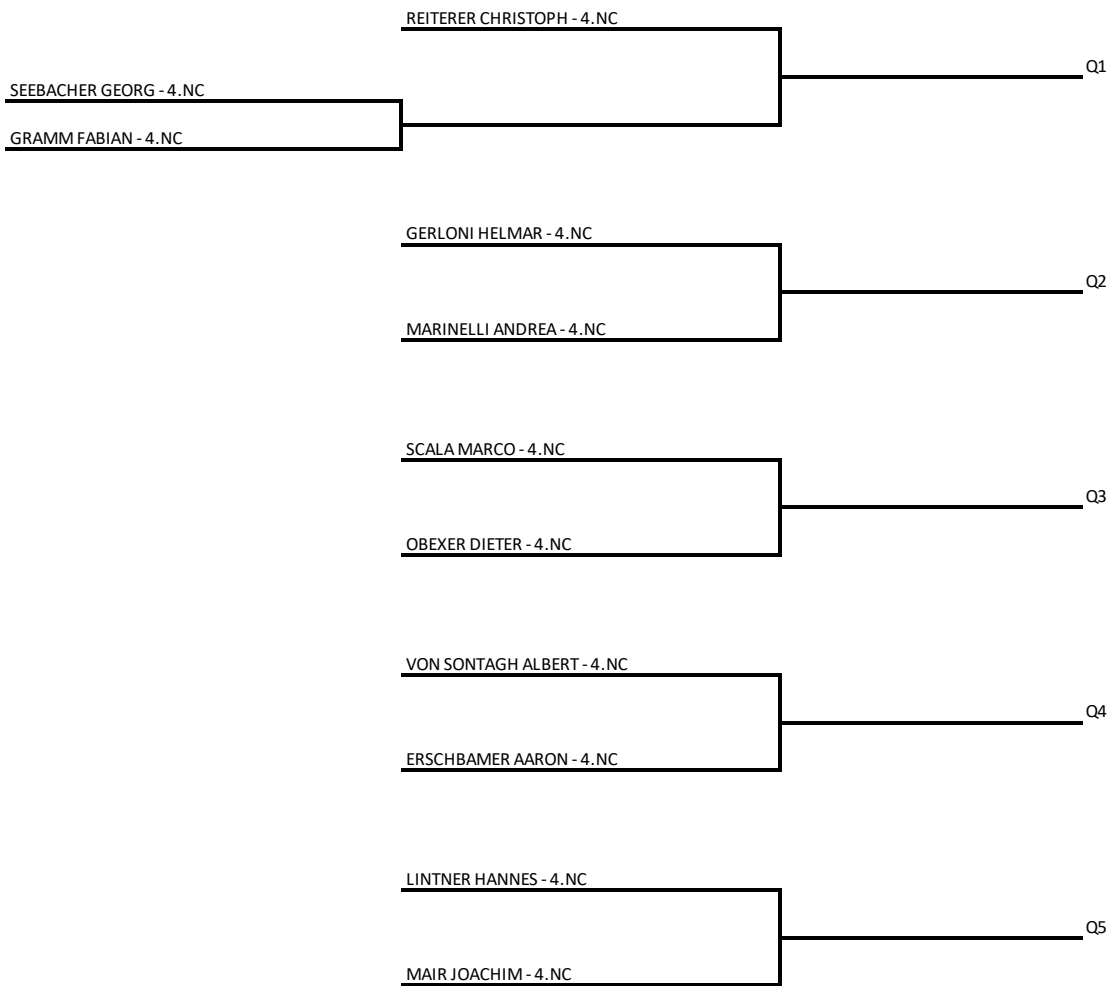 REITERER CHRISTOPH - 4.NC
Q1
SEEBACHER GEORG - 4.NC
GRAMM FABIAN - 4.NC
GERLONI HELMAR - 4.NC
Q2
MARINELLI ANDREA - 4.NC
SCALA MARCO - 4.NC
Q3
OBEXER DIETER - 4.NC
VON SONTAGH ALBERT - 4.NC
Q4
ERSCHBAMER AARON - 4.NC
LINTNER HANNES - 4.NC
Q5
MAIR JOACHIM - 4.NC